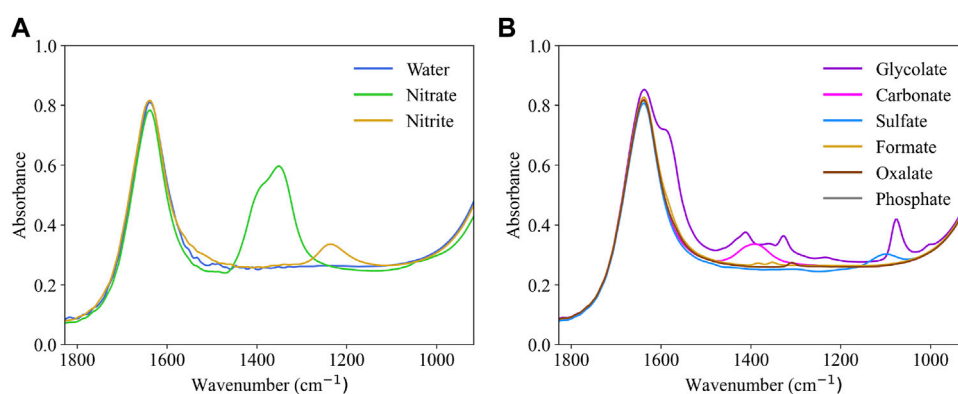 A
Absorbance
1.0
0.8
0.6
0.4
0.2
0.0
Water
Nitrate
Nitrite
1800 1600 1400 1200 1000
Wavenumber (cm⁻¹)
B
Absorbance
1.0
0.8
0.6
0.4
0.2
0.0
Glycolate
Carbonate
Sulfate
Formate
Oxalate
Phosphate
1800 1600 1400 1200 1000
Wavenumber (cm⁻¹)